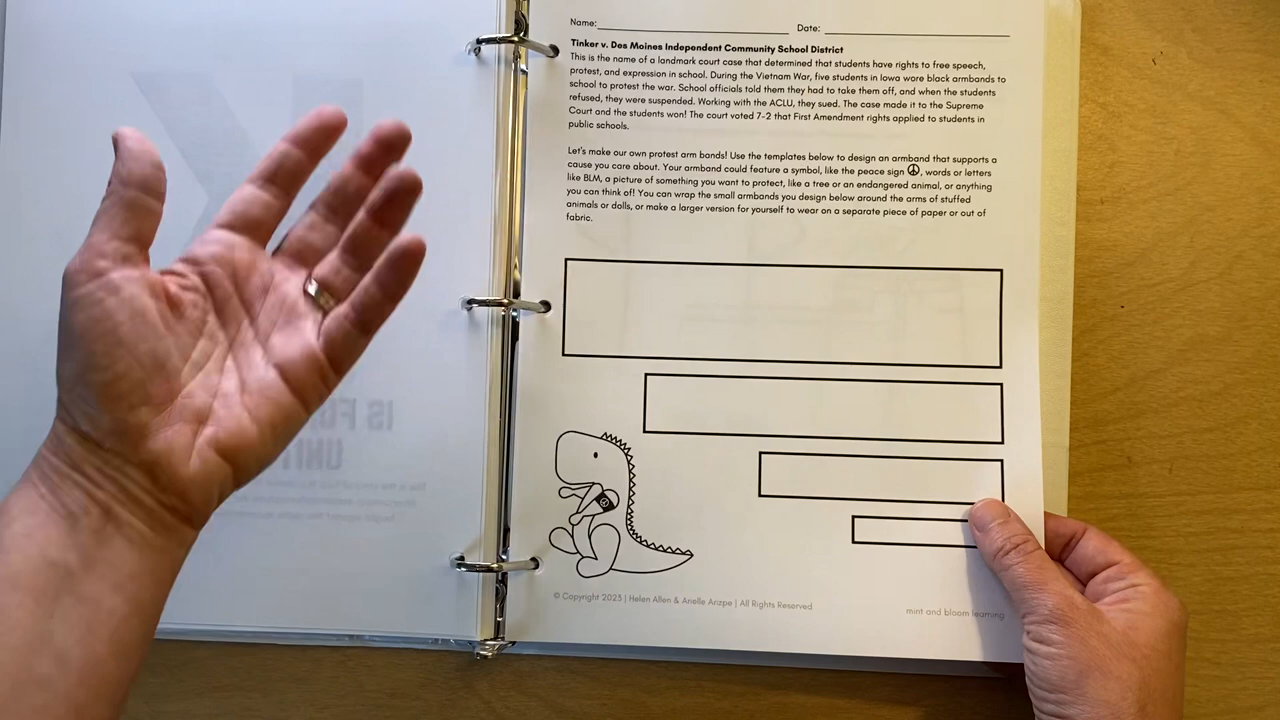 Name: Date:
Tinker v. Des Moines Independent Community School District
This is the name of a landmark court case that determined that students have rights to free speech,
protest, and expression in school. During the Vietnam War, five students in Iowa wore black armbands to
school to protest the war. School officials told them they had to take them off, and when the students
refused, they were suspended. Working with the ACLU, they sued. The case made it to the Supreme
Court and the students won! The court voted 7-2 that First Amendment rights applied to students in
public schools.
Let's make our own protest arm bands! Use the templates below to design an armband that supports a
cause you care about. Your armband could feature a symbol, like the peace sign ☮, words or letters
like BLM, a picture of something you want to protect, like a tree or an endangered animal, or anything
you can think of! You can wrap the small armbands you design below around the arms of stuffed
animals or dolls, or make a larger version for yourself to wear on a separate piece of paper or out of
fabric.
© Copyright 2023 | Helen Allen & Arielle Arizpe | All Rights Reserved
mint and bloom learning